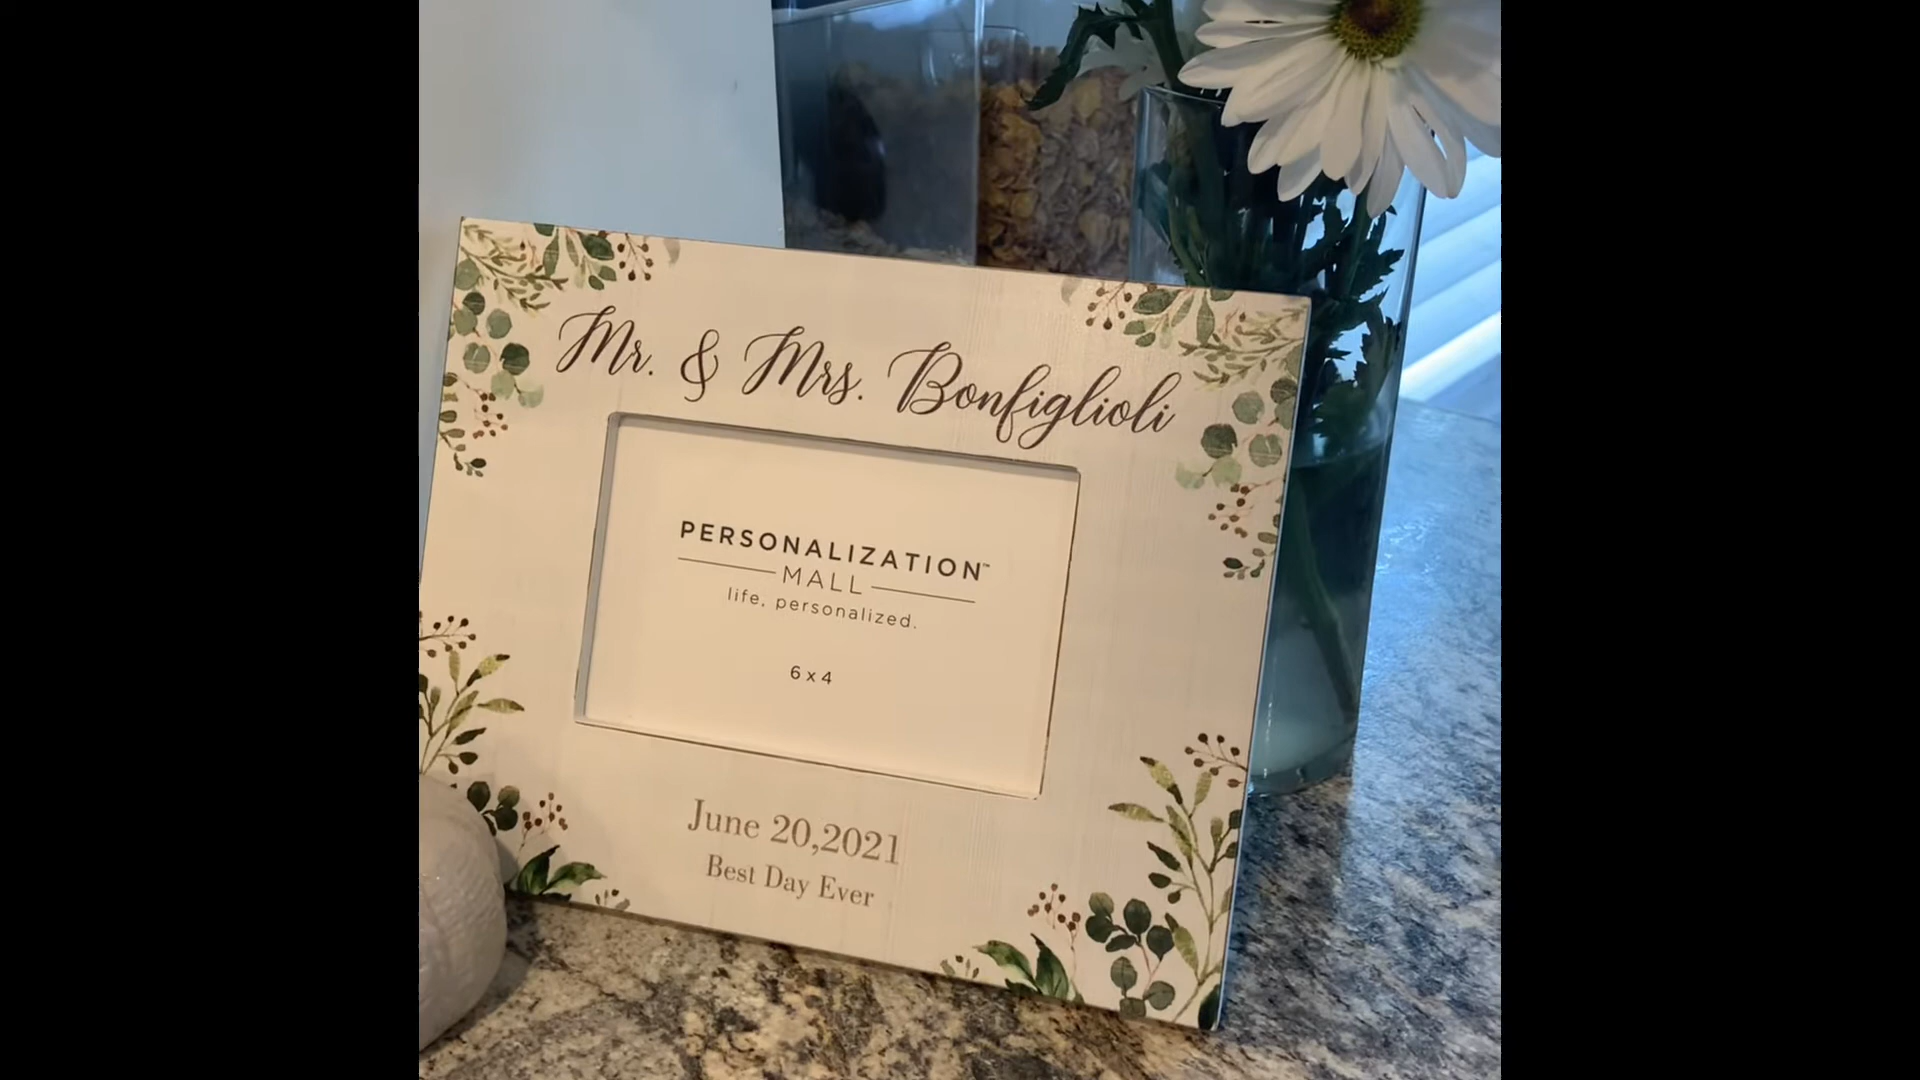 Mr. & Mrs. Bonfiglioli
PERSONALIZATION™
MALL
life, personalized.
6 x 4
June 20,2021
Best Day Ever